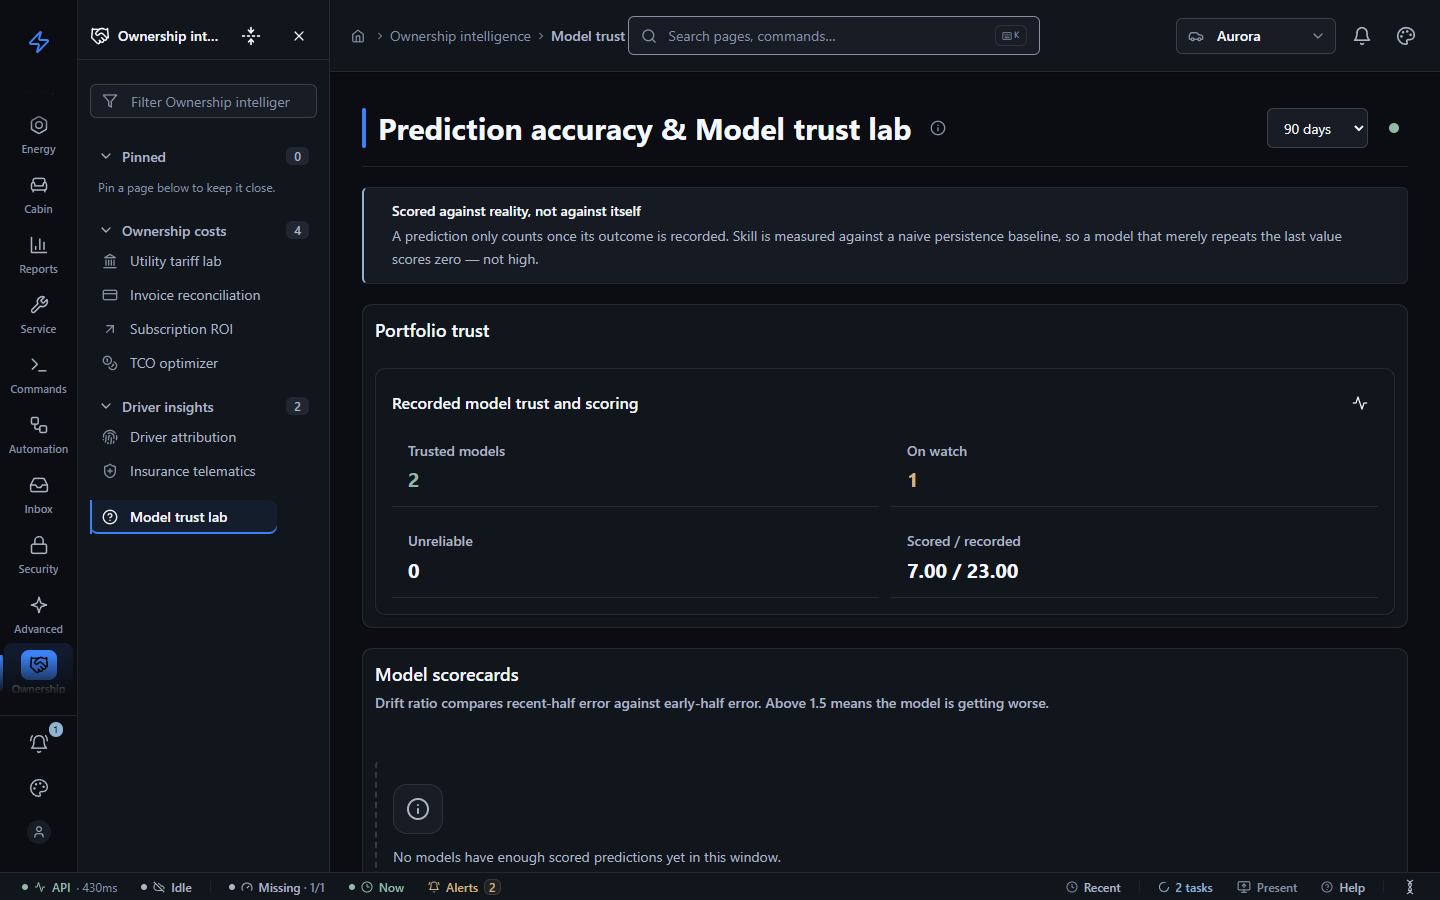 Ownership int...
Ownership intelligence
Model trust
Search pages, commands...
K
Aurora
Energy
Cabin
Reports
Service
Commands
Automation
Inbox
Security
Advanced
Ownership
1
Filter Ownership intelliger
Pinned
0
Pin a page below to keep it close.
Ownership costs
4
Utility tariff lab
Invoice reconciliation
Subscription ROI
TCO optimizer
Driver insights
2
Driver attribution
Insurance telematics
Model trust lab
Prediction accuracy & Model trust lab
90 days
Scored against reality, not against itself
A prediction only counts once its outcome is recorded. Skill is measured against a naive persistence baseline, so a model that merely repeats the last value
scores zero — not high.
Portfolio trust
Recorded model trust and scoring
Trusted models
2
On watch
1
Unreliable
0
Scored / recorded
7.00 / 23.00
Model scorecards
Drift ratio compares recent-half error against early-half error. Above 1.5 means the model is getting worse.
No models have enough scored predictions yet in this window.
API · 430ms
Idle
Missing · 1/1
Now
Alerts 2
Recent
2 tasks
Present
Help